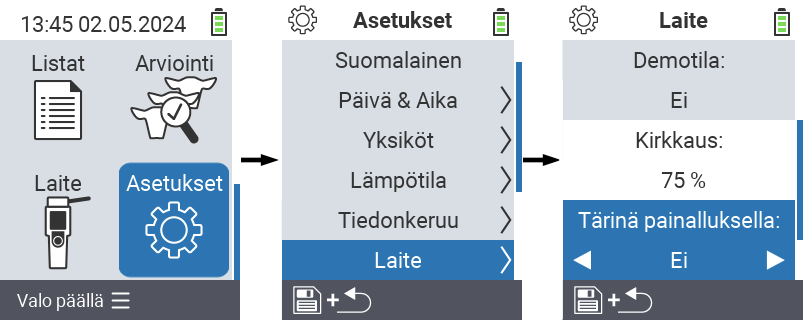 13:45 02.05.2024
Listat
Arviointi
Laite
Asetukset
Valo päällä
Asetukset
Suomalainen
Päivä & Aika
Yksiköt
Lämpötila
Tiedonkeruu
Laite
+
Laite
Demotila:
Ei
Kirkkaus:
75 %
Tärinä painalluksella:
Ei
+